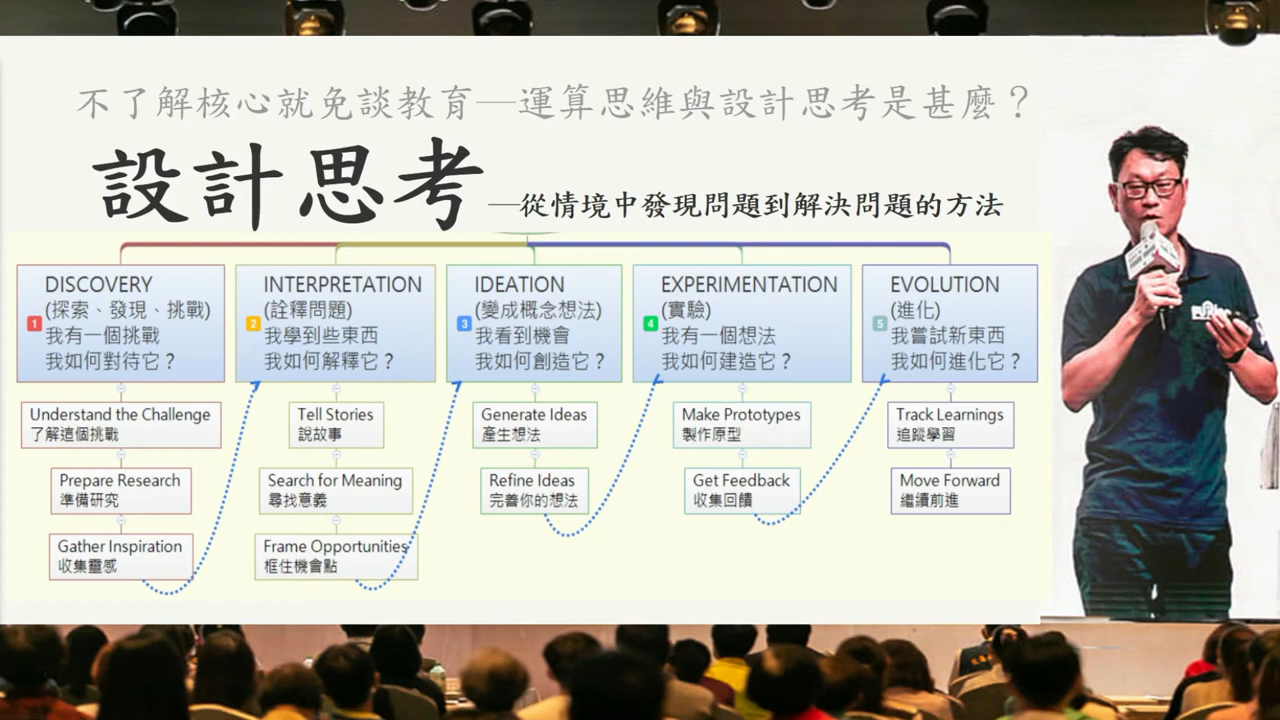 不了解核心就免談教育—運算思維與設計思考是甚麼？
設計思考—從情境中發現問題到解決問題的方法
1
DISCOVERY
(探索、發現、挑戰)
我有一個挑戰
我如何對待它？
Understand the Challenge
了解這個挑戰
Prepare Research
準備研究
Gather Inspiration
收集靈感
2
INTERPRETATION
(詮釋問題)
我學到些東西
我如何解釋它？
Tell Stories
說故事
Search for Meaning
尋找意義
Frame Opportunities
框住機會點
3
IDEATION
(變成概念想法)
我看到機會
我如何創造它？
Generate Ideas
產生想法
Refine Ideas
完善你的想法
4
EXPERIMENTATION
(實驗)
我有一個想法
我如何建造它？
Make Prototypes
製作原型
Get Feedback
收集回饋
5
EVOLUTION
(進化)
我嘗試新東西
我如何進化它？
Track Learnings
追蹤學習
Move Forward
繼續前進